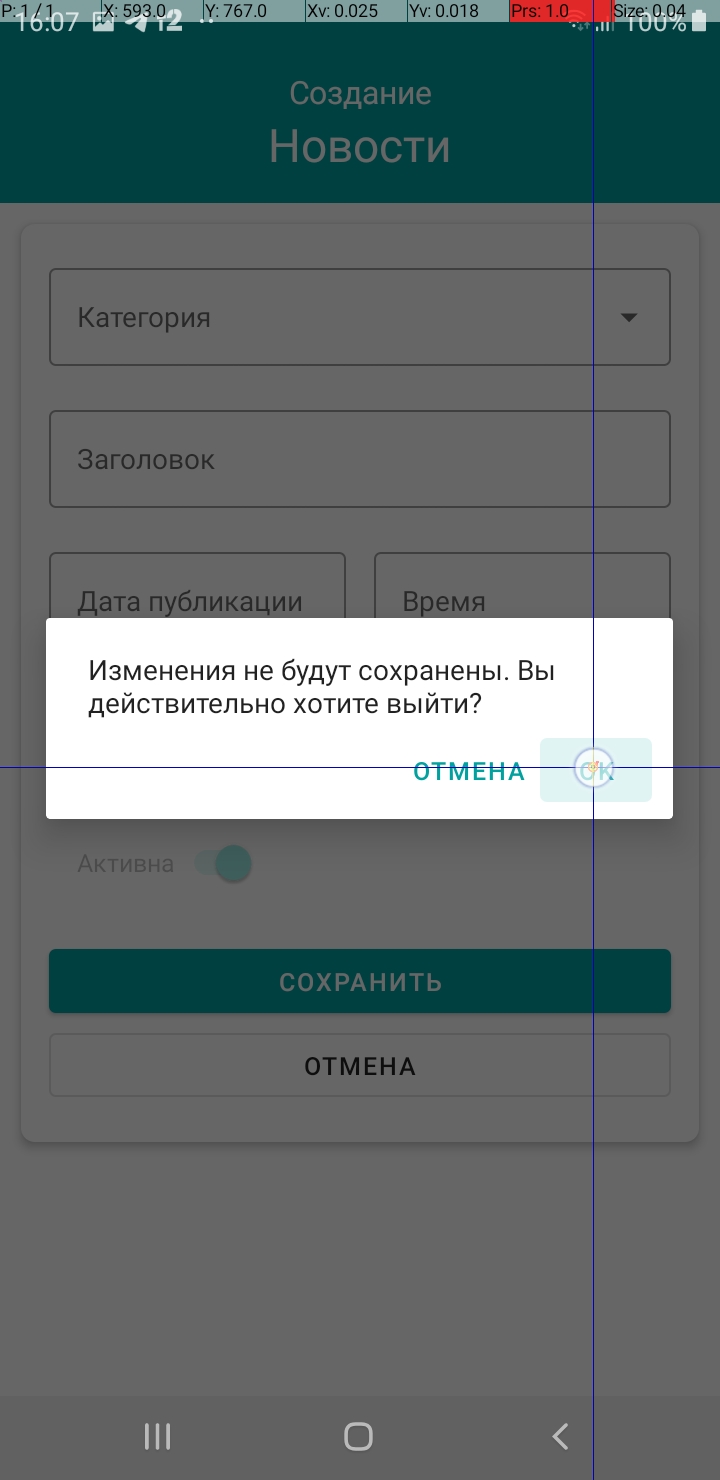 P: 1 / 1 X: 593.0 Y: 767.0 Xv: 0.025 Yv: 0.018 Prs: 1.0 Size: 0.04
16:07 100%
Создание
Новости
Категория
Заголовок
Дата публикации Время
Изменения не будут сохранены. Вы
действительно хотите выйти?
ОТМЕНА OK
Активна
СОХРАНИТЬ
ОТМЕНА